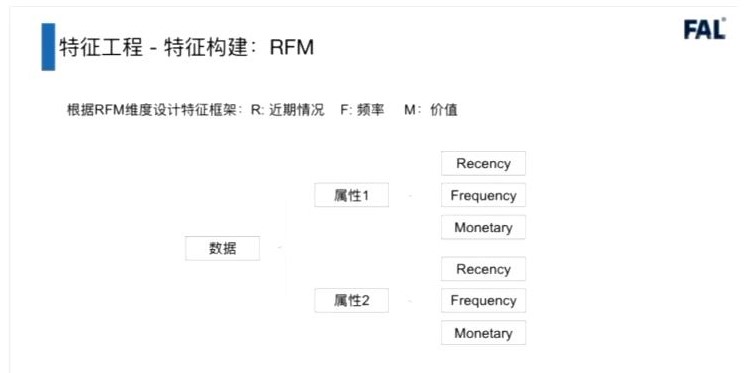 FAL
特征工程 - 特征构建：RFM
根据RFM维度设计特征框架：R: 近期情况 F: 频率 M：价值
数据
属性1
Recency
Frequency
Monetary
属性2
Recency
Frequency
Monetary